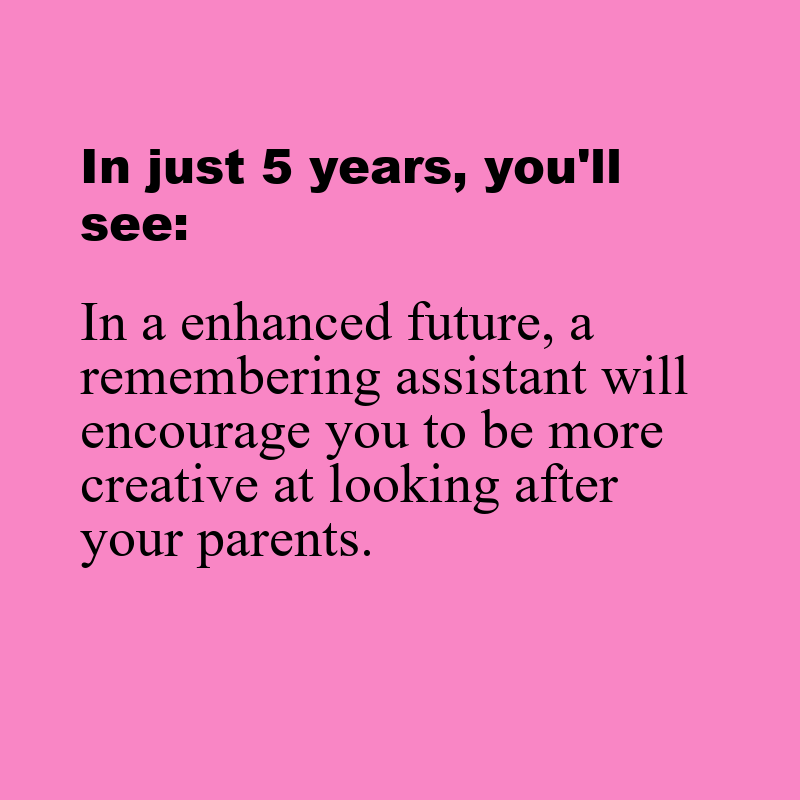 In just 5 years, you'll
see:
In a enhanced future, a
remembering assistant will
encourage you to be more
creative at looking after
your parents.